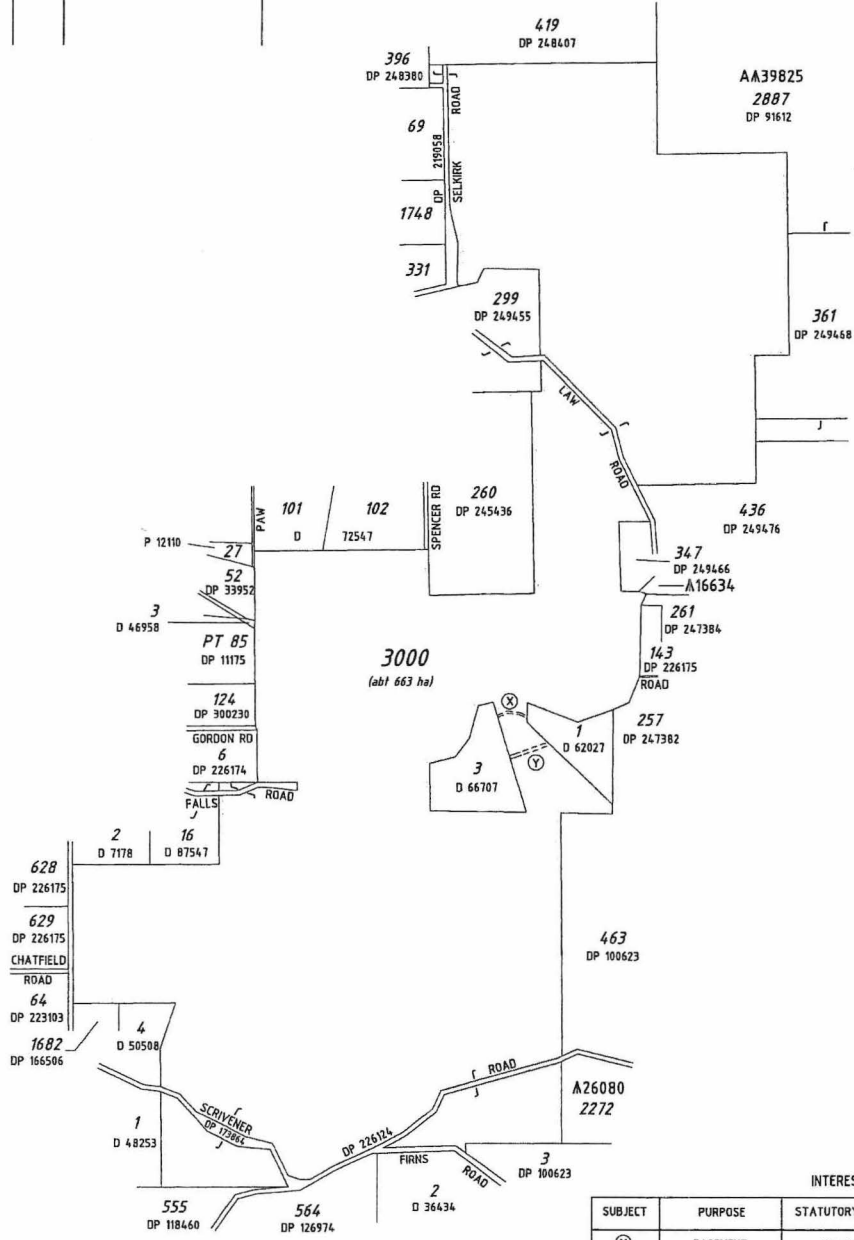 419
DP 248407
396
DP 248380
AA39825
2887
DP 91612
69
ROAD
219058
DP
SELKIRK
1748
331
299
DP 249455
361
DP 249468
LAW
ROAD
PAW
101
102
D 72547
SPENCER RD
260
DP 245436
436
DP 249476
P 12110
27
52
DP 33952
347
DP 249466
A16634
3
D 46958
261
DP 247384
PT 85
DP 11175
3000
(abt 663 ha)
143
DP 226175
ROAD
124
DP 300230
X
1
D 62027
257
DP 247382
GORDON RD
6
DP 226174
Y
3
D 66707
FALLS ROAD
2
D 7178
16
D 87547
628
DP 226175
629
DP 226175
463
DP 100623
CHATFIELD
ROAD
64
DP 223103
4
D 50508
1682
DP 166506
ROAD
A26080
2272
SCRIVENER
DP 173864
1
D 48253
DP 226124
FIRNS ROAD
3
DP 100623
2
D 36434
555
DP 118460
564
DP 126974
INTERES
SUBJECT PURPOSE STATUTORY